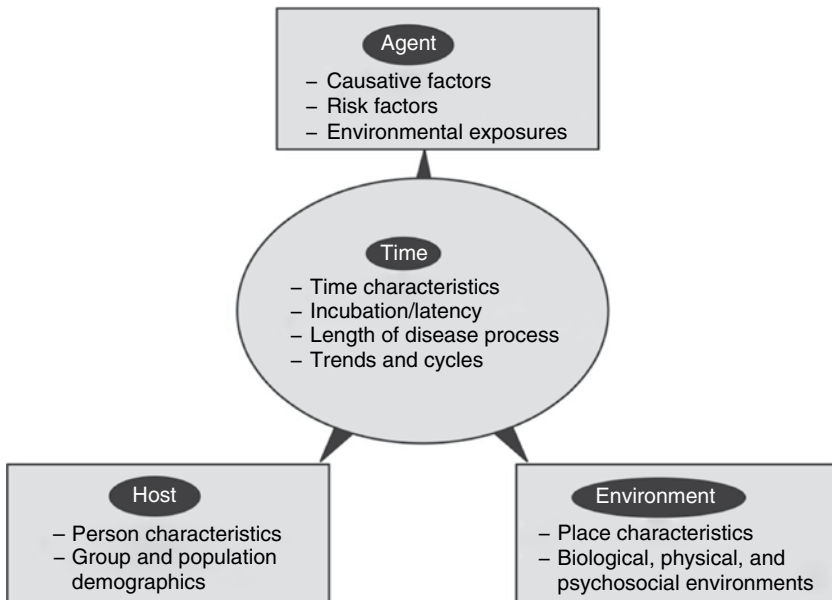 Agent
– Causative factors
– Risk factors
– Environmental exposures
Time
– Time characteristics
– Incubation/latency
– Length of disease process
– Trends and cycles
Host
– Person characteristics
– Group and population
demographics
Environment
– Place characteristics
– Biological, physical, and
psychosocial environments